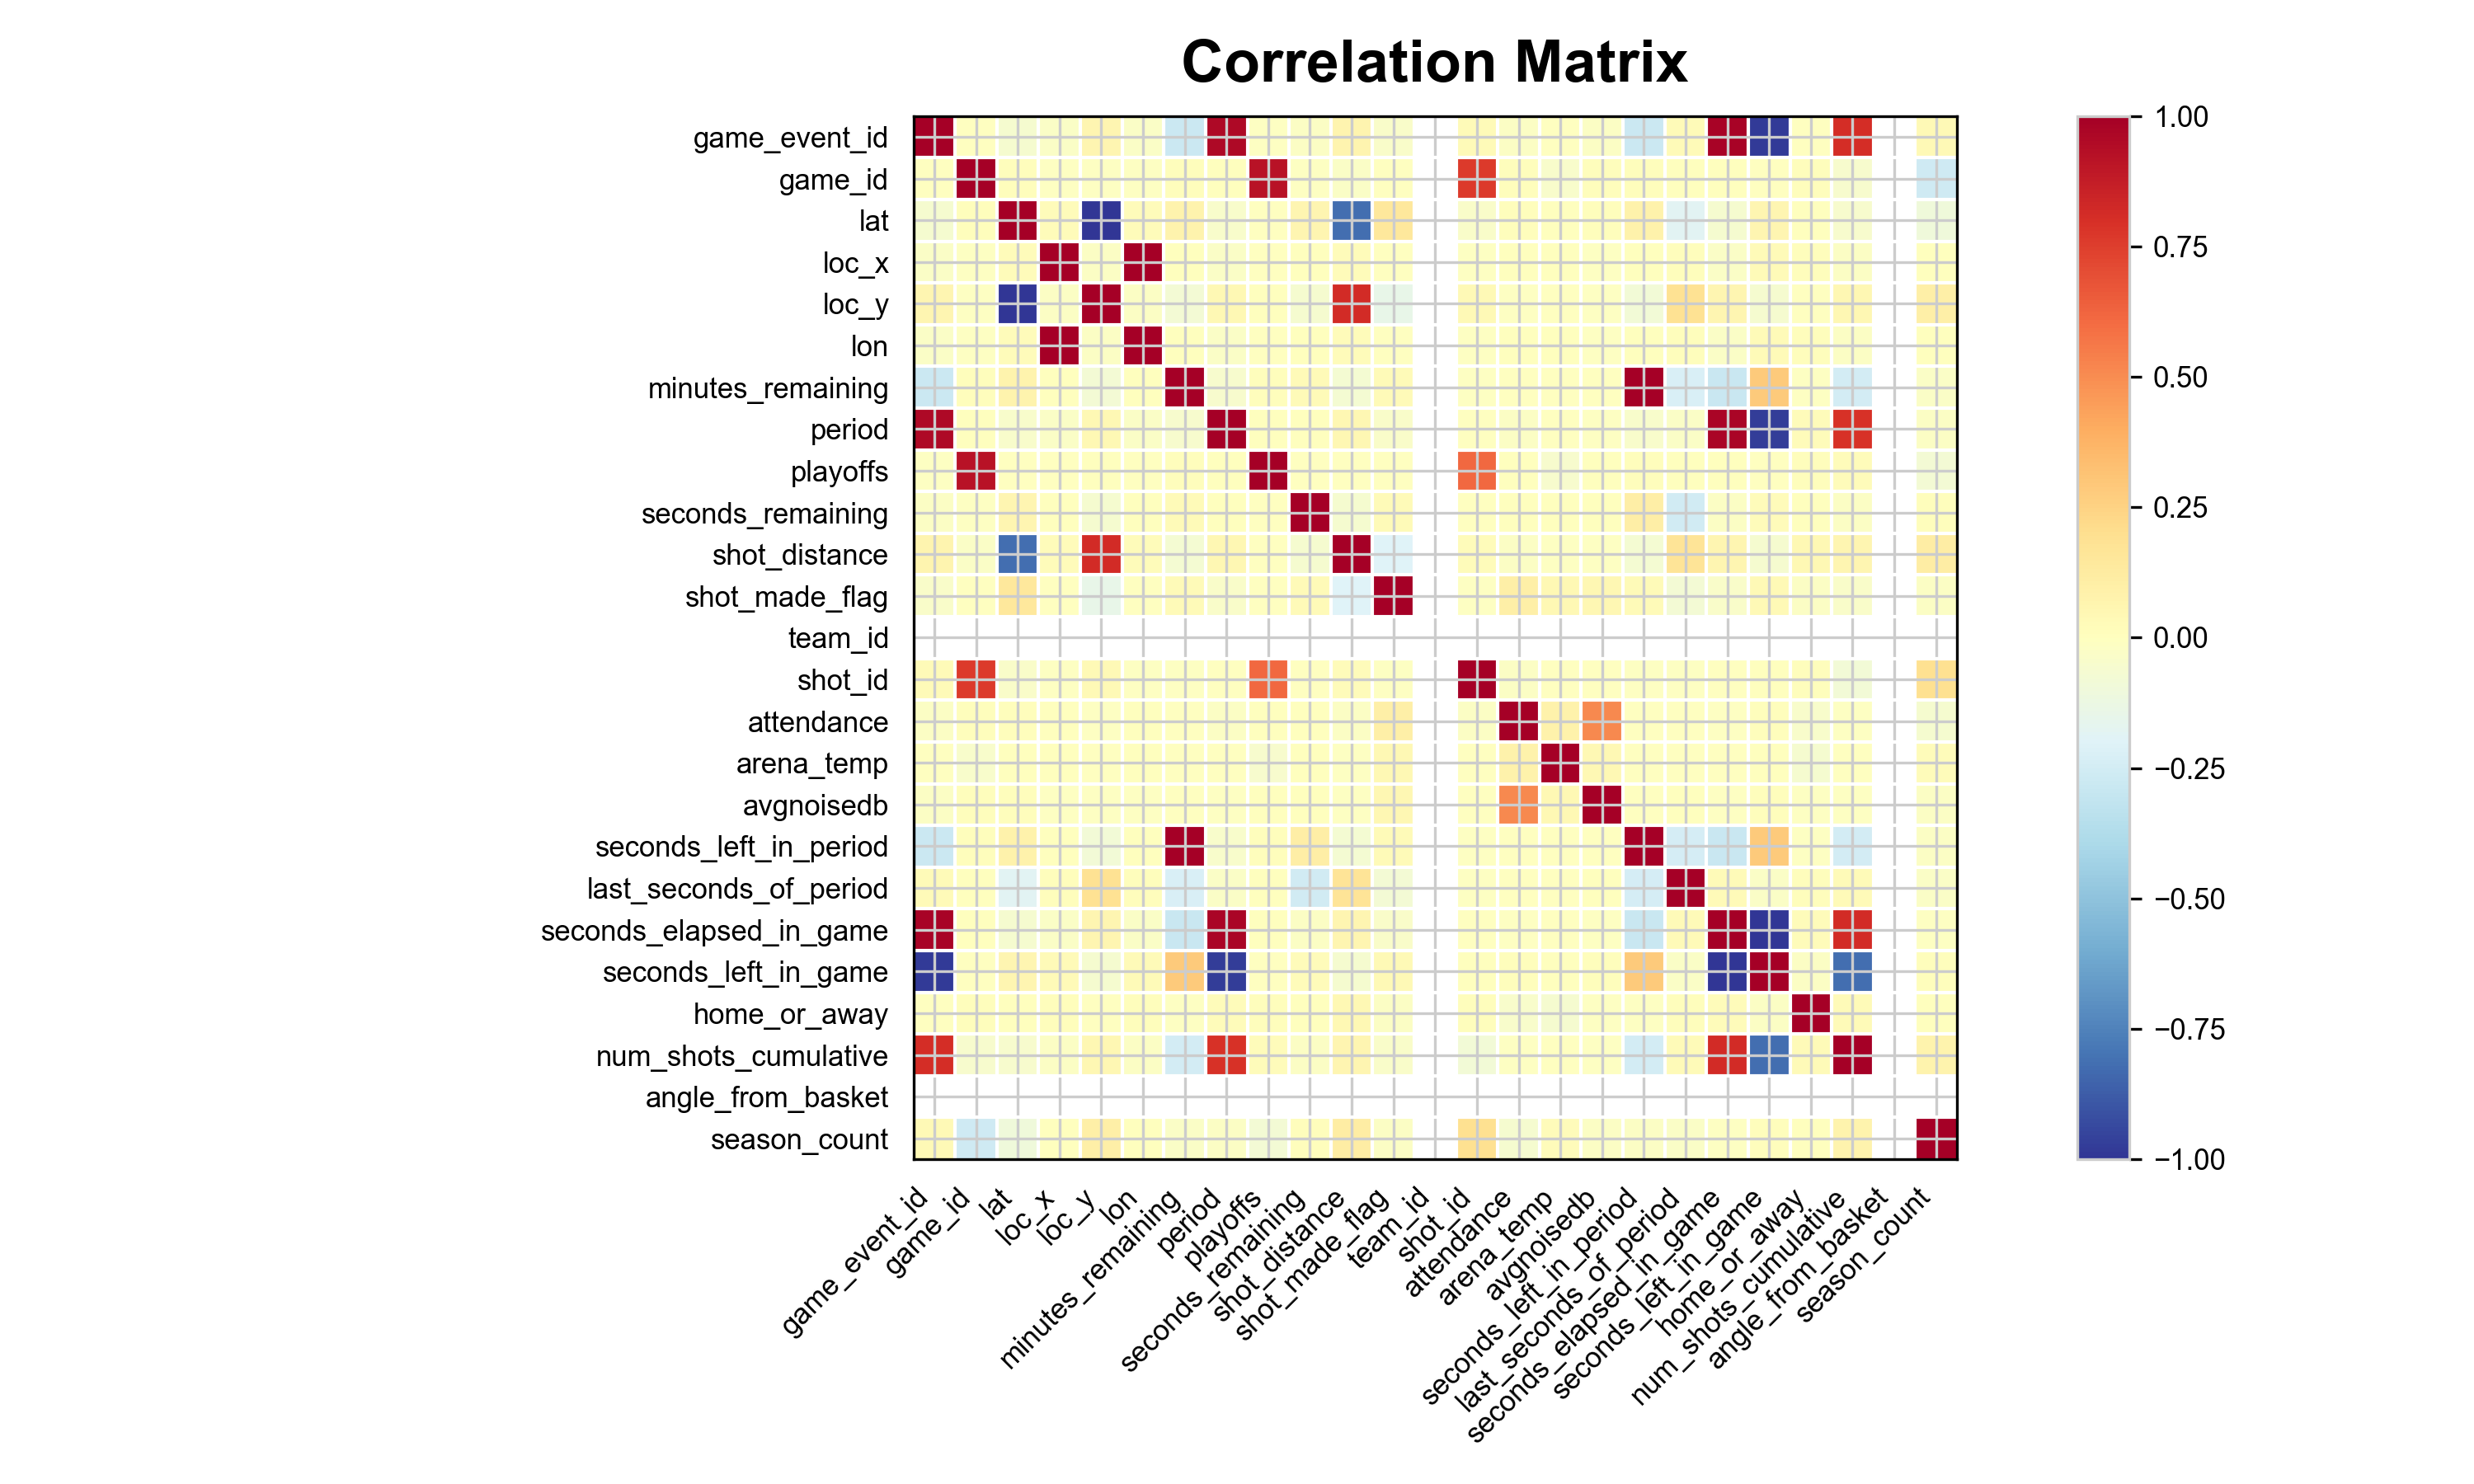 Correlation Matrix
game_event_id
game_id
lat
loc_x
loc_y
lon
minutes_remaining
period
playoffs
seconds_remaining
shot_distance
shot_made_flag
team_id
shot_id
attendance
arena_temp
avgnoisedb
seconds_left_in_period
last_seconds_of_period
seconds_elapsed_in_game
seconds_left_in_game
home_or_away
num_shots_cumulative
angle_from_basket
season_count
game_event_id
game_id
lat
loc_x
loc_y
lon
minutes_remaining
period
playoffs
seconds_remaining
shot_distance
shot_made_flag
team_id
shot_id
attendance
arena_temp
avgnoisedb
seconds_left_in_period
last_seconds_of_period
seconds_elapsed_in_game
seconds_left_in_game
home_or_away
num_shots_cumulative
angle_from_basket
season_count
1.00
0.75
0.50
0.25
0.00
−0.25
−0.50
−0.75
−1.00